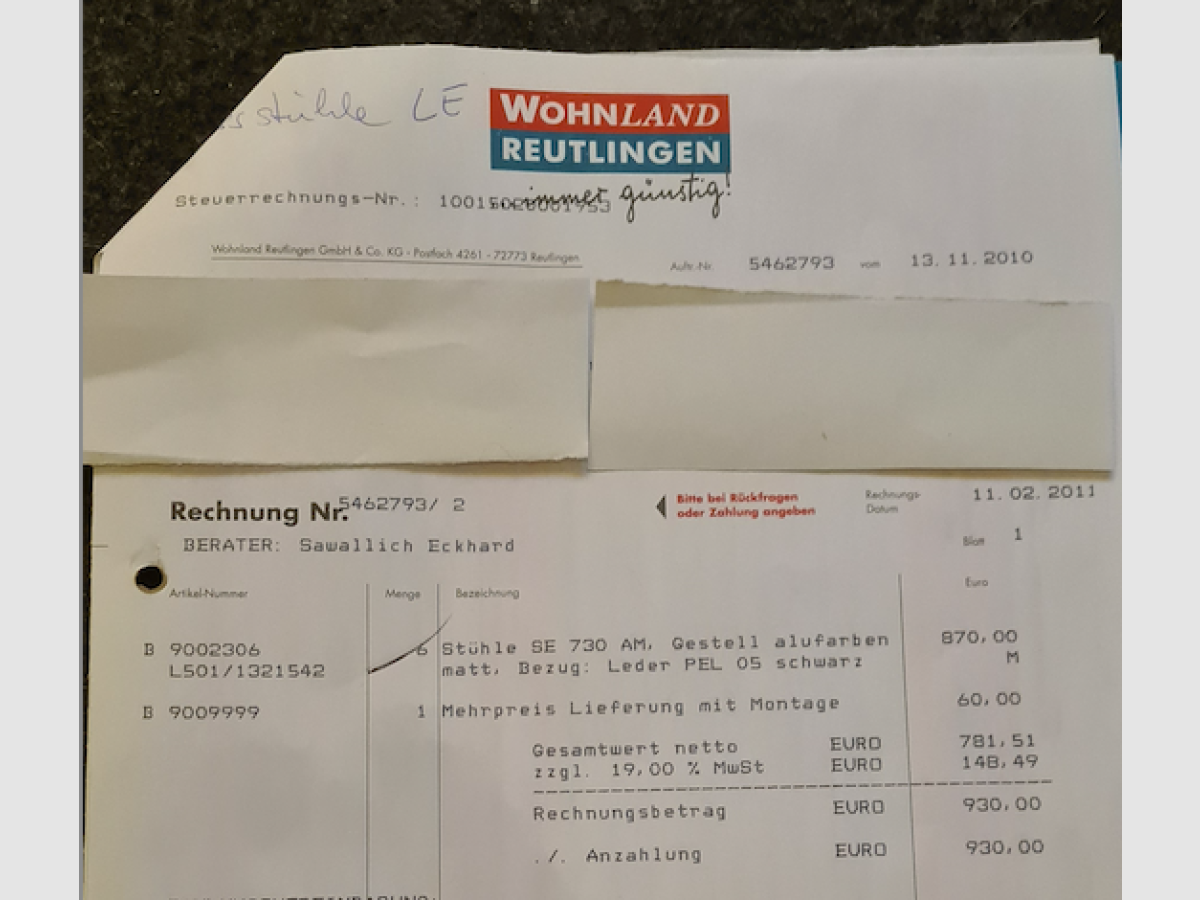 stühle LE
WOHNLAND
REUTLINGEN
immer günstig!
Steuerrechnungs-Nr.:
Wohnland Reutlingen GmbH & Co. KG - Postfach 4261 - 72773 Reutlingen
Auftr.-Nr. 5462793 vom 13.11.2010
Rechnung Nr. 5462793/ 2
Bitte bei Rückfragen
oder Zahlung angeben
Rechnungs-
Datum
11.02.2011
BERATER: Sawallich Eckhard
Blatt 1
Artikel-Nummer Menge Bezeichnung Euro
B 9002306 6 Stühle SE 730 AM, Gestell alufarben 870,00
L501/1321542 matt, Bezug: Leder PEL 05 schwarz M
B 9009999 1 Mehrpreis Lieferung mit Montage 60,00
Gesamtwert netto EURO 781,51
zzgl. 19,00 % MwSt EURO 148,49
Rechnungsbetrag EURO 930,00
./. Anzahlung EURO 930,00